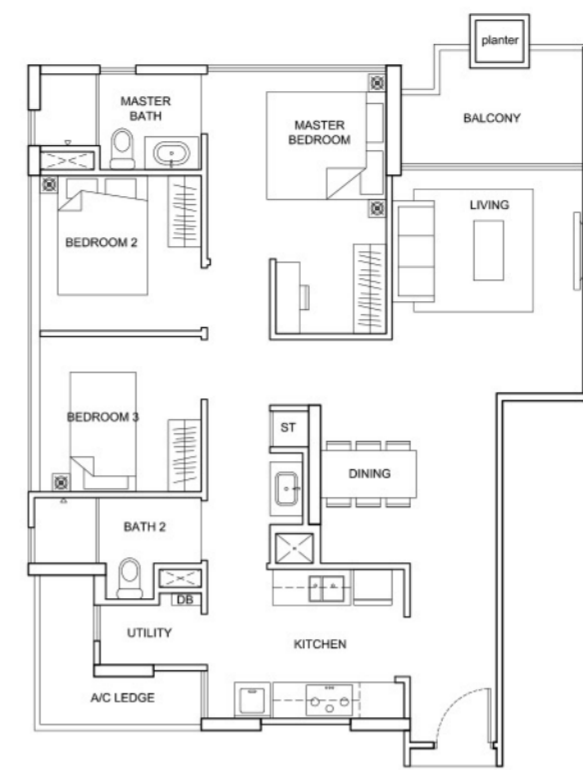 planter
MASTER
BATH
MASTER
BEDROOM
BALCONY
LIVING
BEDROOM 2
BEDROOM 3
ST
DINING
BATH 2
DB
UTILITY
KITCHEN
A/C LEDGE